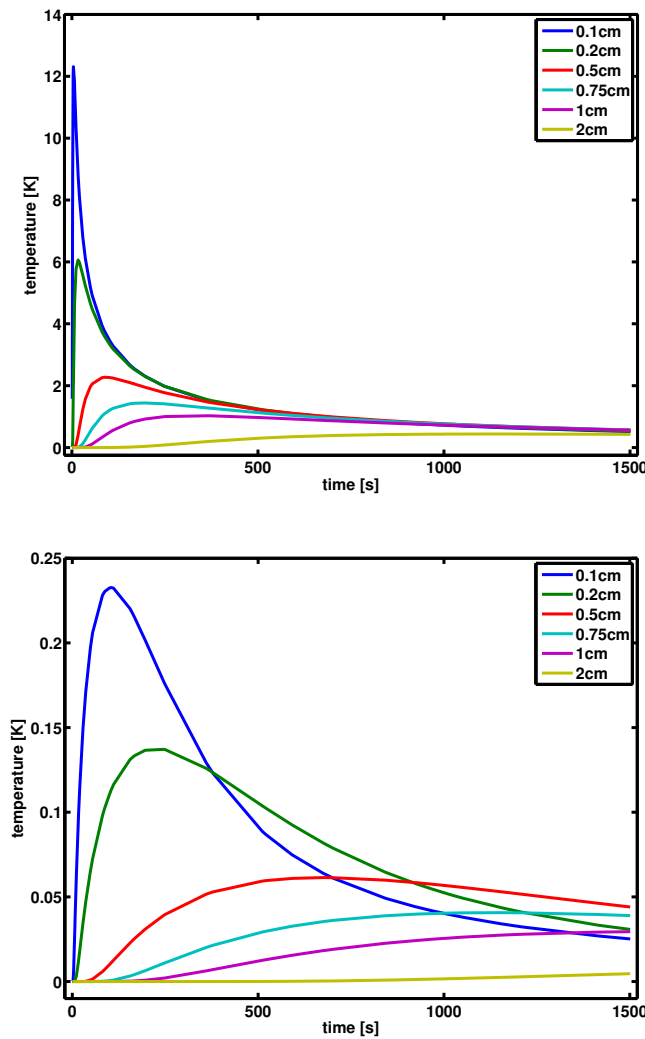 14
12
10
8
6
4
2
0
temperature [K]
0 500 1000 1500
time [s]
0.1cm
0.2cm
0.5cm
0.75cm
1cm
2cm
0.25
0.2
0.15
0.1
0.05
0
temperature [K]
0 500 1000 1500
time [s]
0.1cm
0.2cm
0.5cm
0.75cm
1cm
2cm